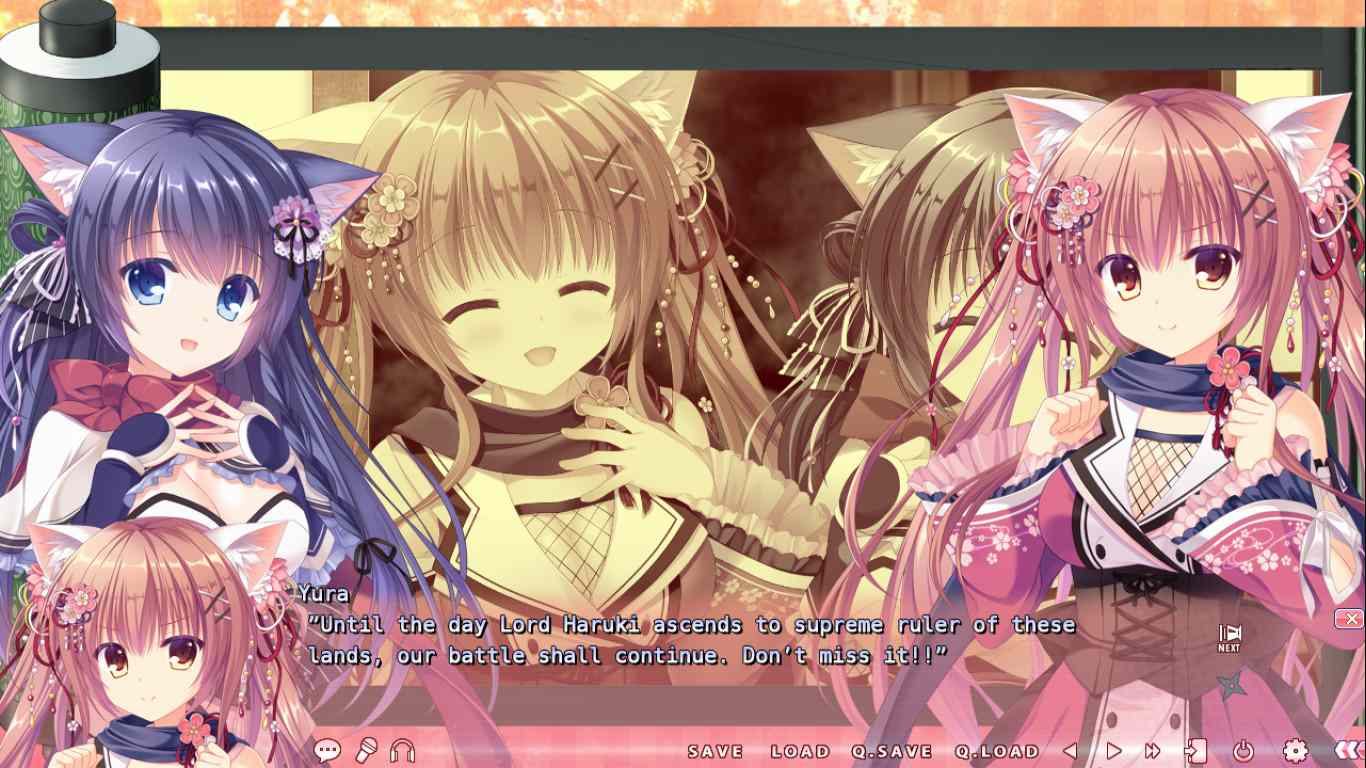 Yura
“Until the day Lord Haruki ascends to supreme ruler of these
lands, our battle shall continue. Don’t miss it!!”
NEXT
SAVE LOAD Q.SAVE Q.LOAD